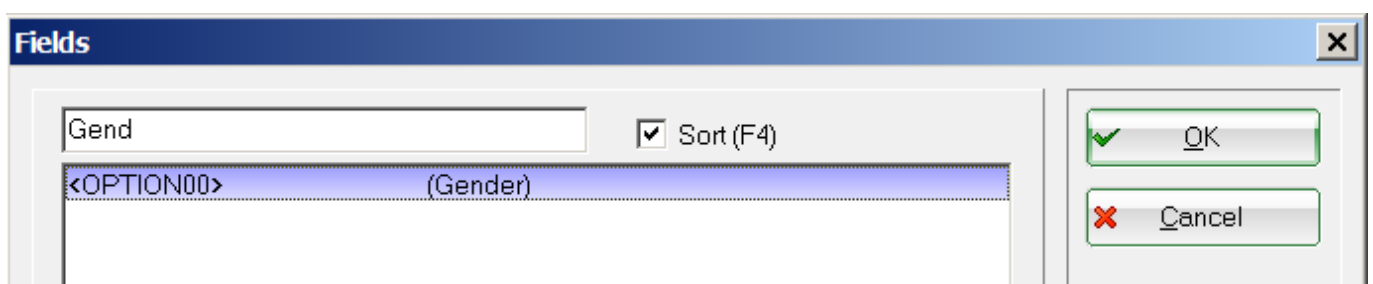 Fields
Gend
Sort (F4)
OK
<OPTION00> (Gender)
Cancel